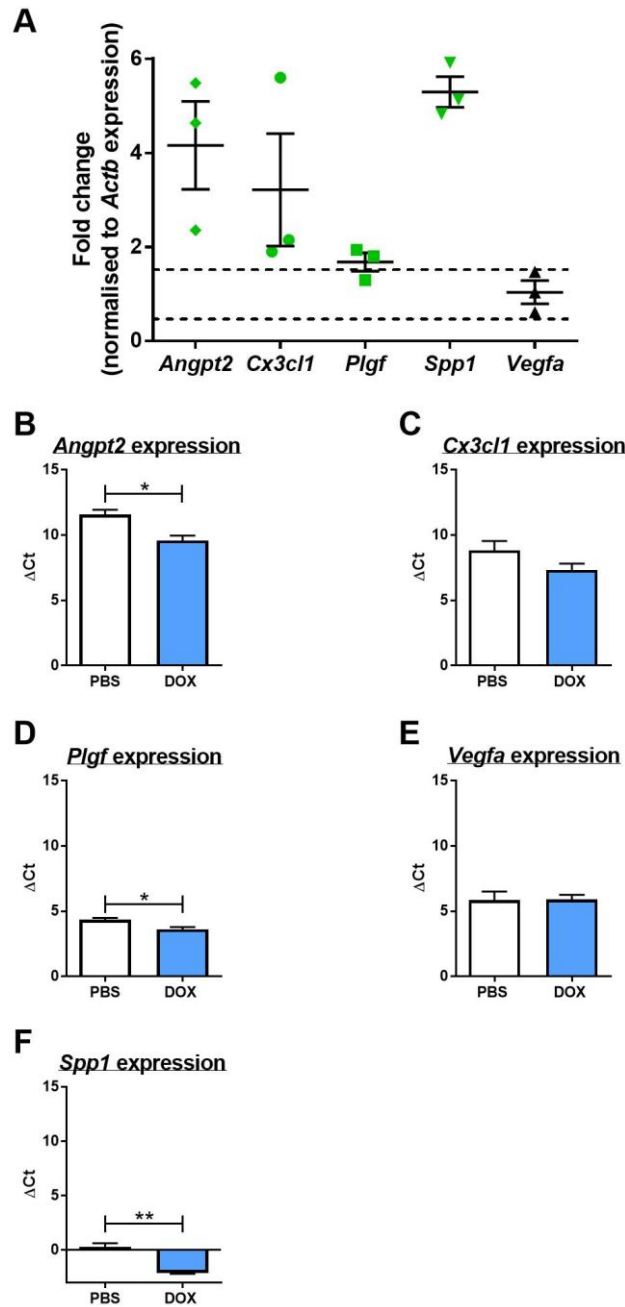 A
Fold change
(normalised to Actb expression)
6
4
2
0
Angpt2 Cx3cl1 Plgf Spp1 Vegfa
B
Angpt2 expression
15
10
5
0
ΔCt
*
PBS DOX
C
Cx3cl1 expression
15
10
5
0
ΔCt
PBS DOX
D
Plgf expression
15
10
5
0
ΔCt
*
PBS DOX
E
Vegfa expression
15
10
5
0
ΔCt
PBS DOX
F
Spp1 expression
15
10
5
0
ΔCt
**
PBS DOX